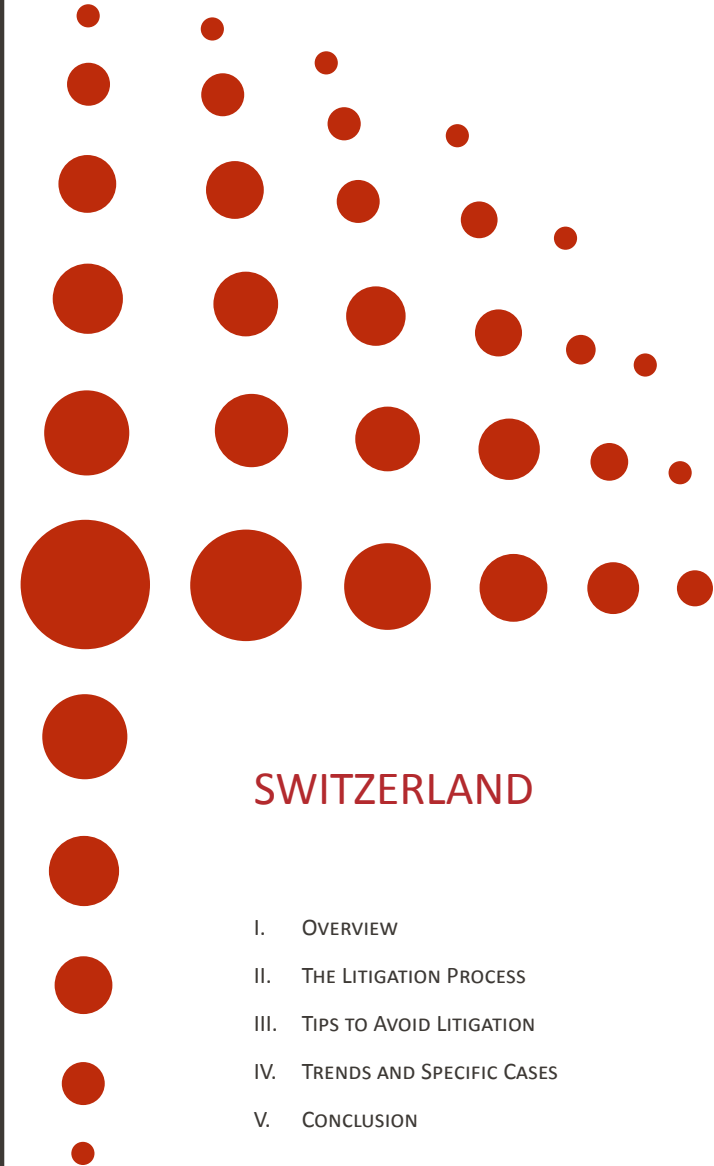 SWITZERLAND
I. Overview
II. The Litigation Process
III. Tips to Avoid Litigation
IV. Trends and Specific Cases
V. Conclusion